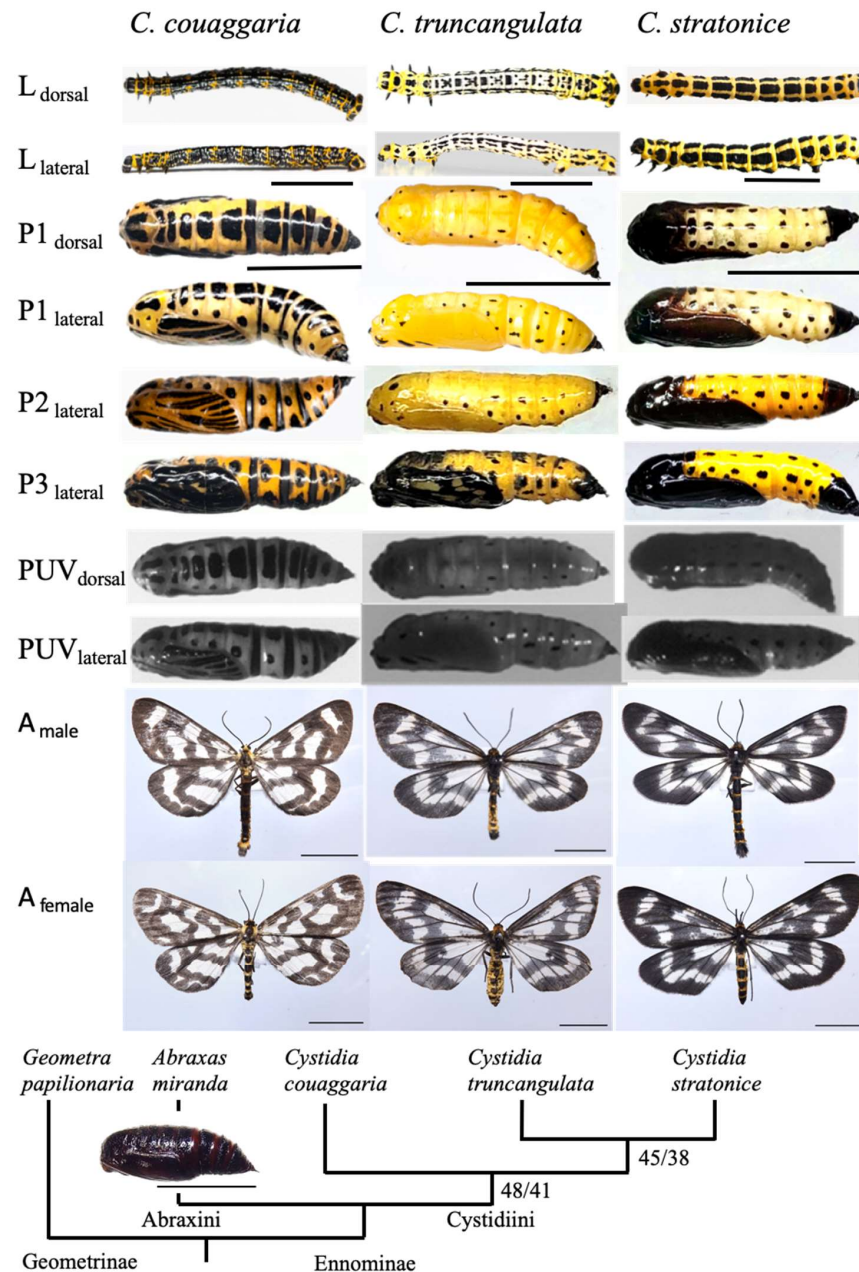 C. couaggaria C. truncangulata C. stratonice
L dorsal
L lateral
P1 dorsal
P1 lateral
P2 lateral
P3 lateral
PUV dorsal
PUV lateral
A male
A female
Geometra Abraxas Cystidia Cystidia Cystidia
papilionaria miranda couaggaria truncangulata stratonice
45/38
48/41
Abraxini Cystidiini
Geometrinae Ennominae